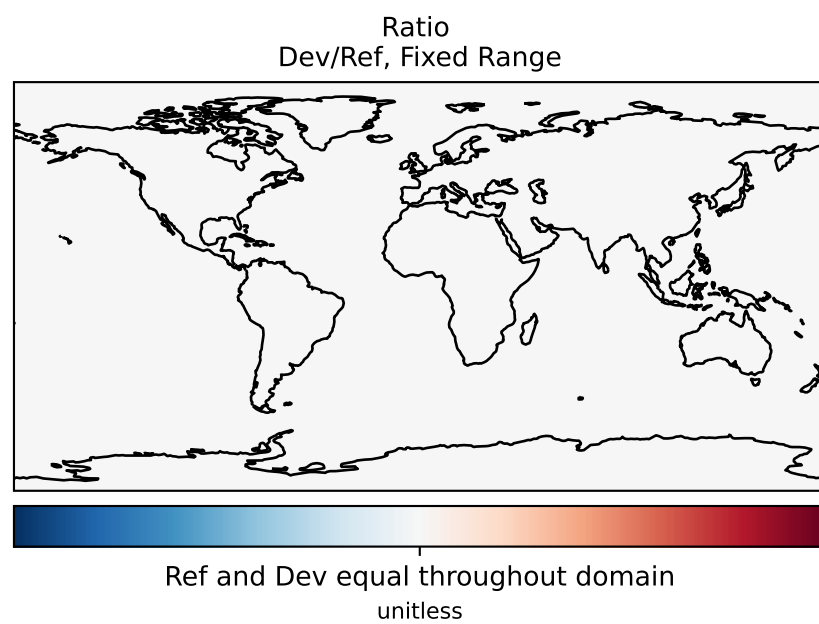 Ratio
Dev/Ref, Fixed Range
Ref and Dev equal throughout domain
unitless